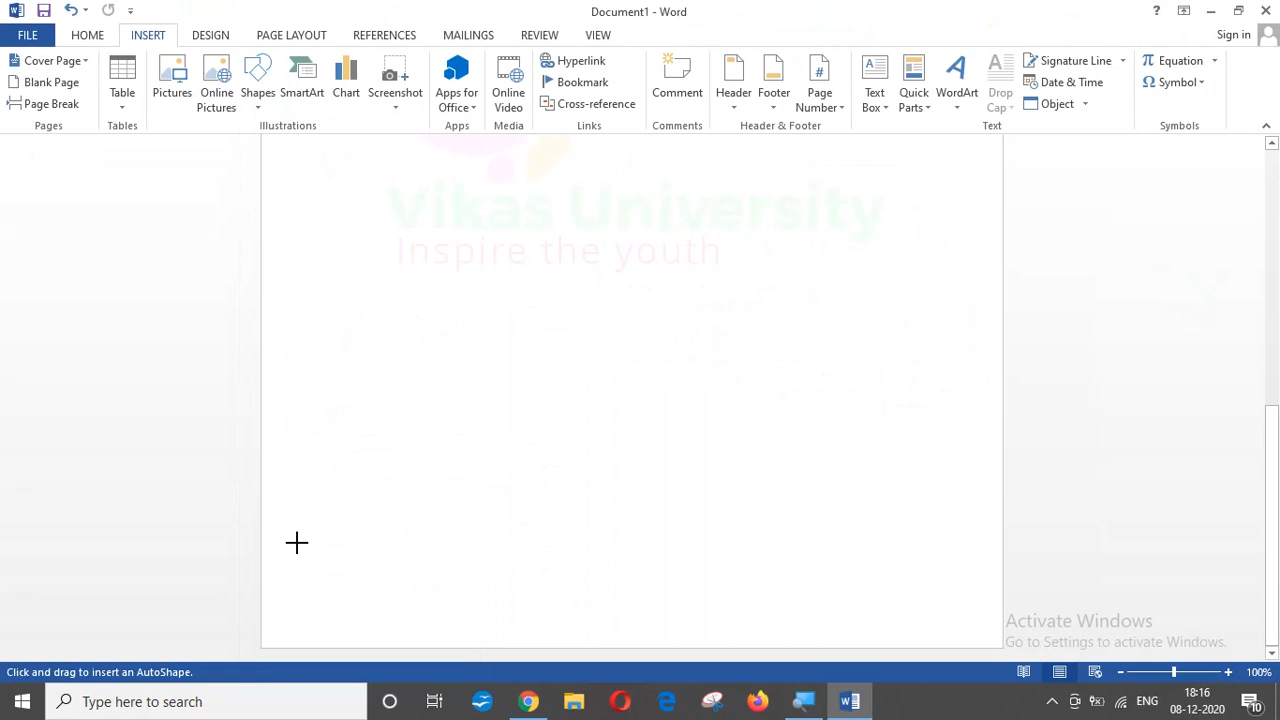 Document1 - Word
?
FILE HOME INSERT DESIGN PAGE LAYOUT REFERENCES MAILINGS REVIEW VIEW Sign in
Cover Page
Blank Page
Page Break
Pages
Table
Tables
Pictures
Online Pictures
Shapes
SmartArt
Chart
Screenshot
Illustrations
Apps for Office
Apps
Online Video
Media
Hyperlink
Bookmark
Cross-reference
Links
Comment
Comments
Header
Footer
Page Number
Header & Footer
Text Box
Quick Parts
WordArt
Drop Cap
Signature Line
Date & Time
Object
Text
Equation
Symbol
Symbols
Vikas University
Inspire the youth
Activate Windows
Go to Settings to activate Windows.
Click and drag to insert an AutoShape.
100%
Type here to search
ENG
18:16
08-12-2020
10